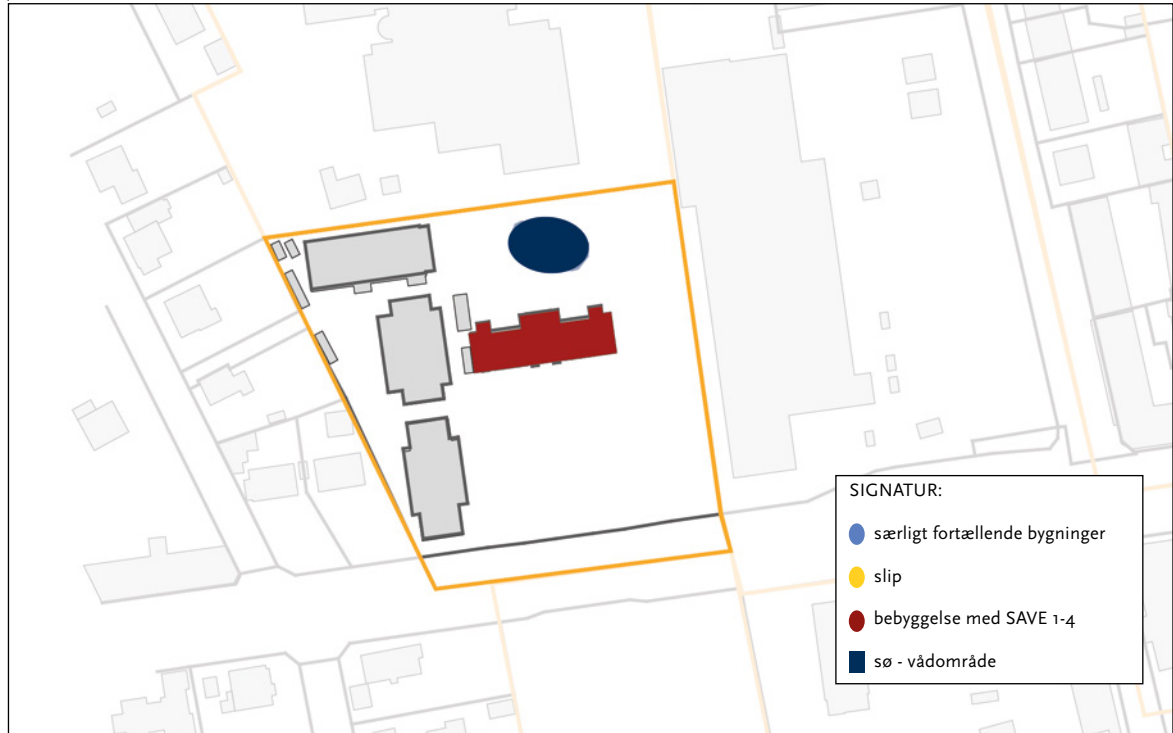 SIGNATUR:
særligt fortællende bygninger
slip
bebyggelse med SAVE 1-4
sø - vådområde